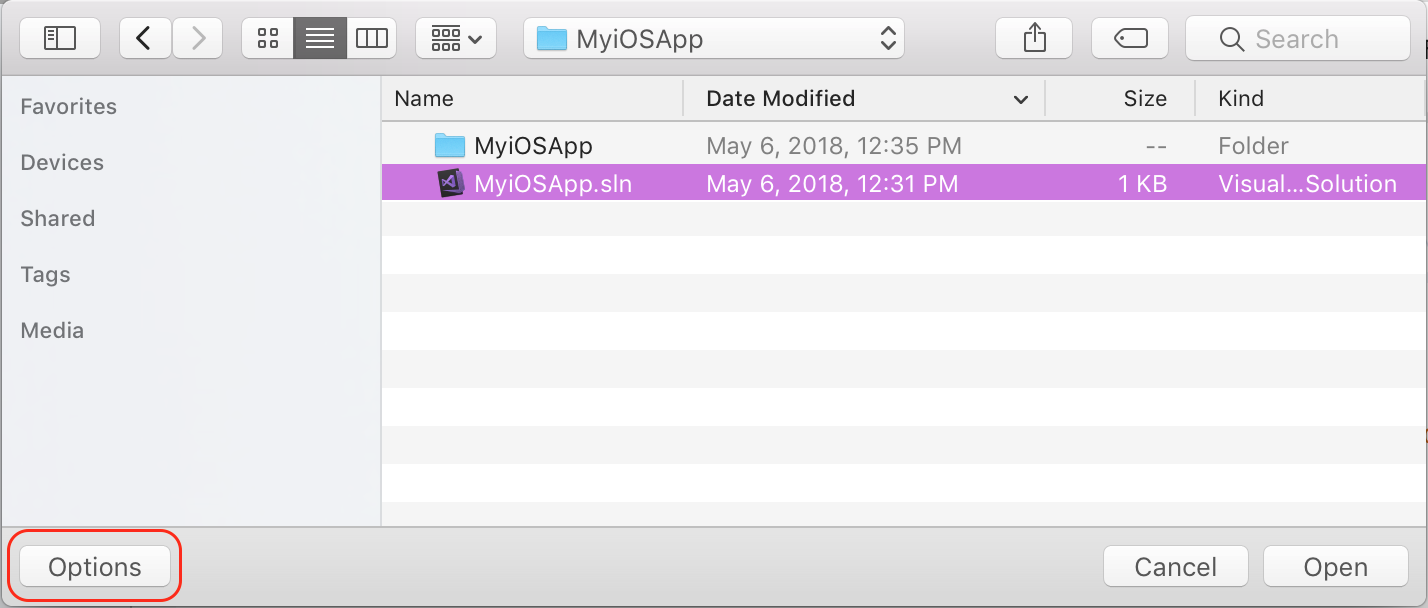 MyiOSApp
Search
Favorites
Devices
Shared
Tags
Media
Name Date Modified Size Kind
MyiOSApp May 6, 2018, 12:35 PM -- Folder
MyiOSApp.sln May 6, 2018, 12:31 PM 1 KB Visual...Solution
Options Cancel Open